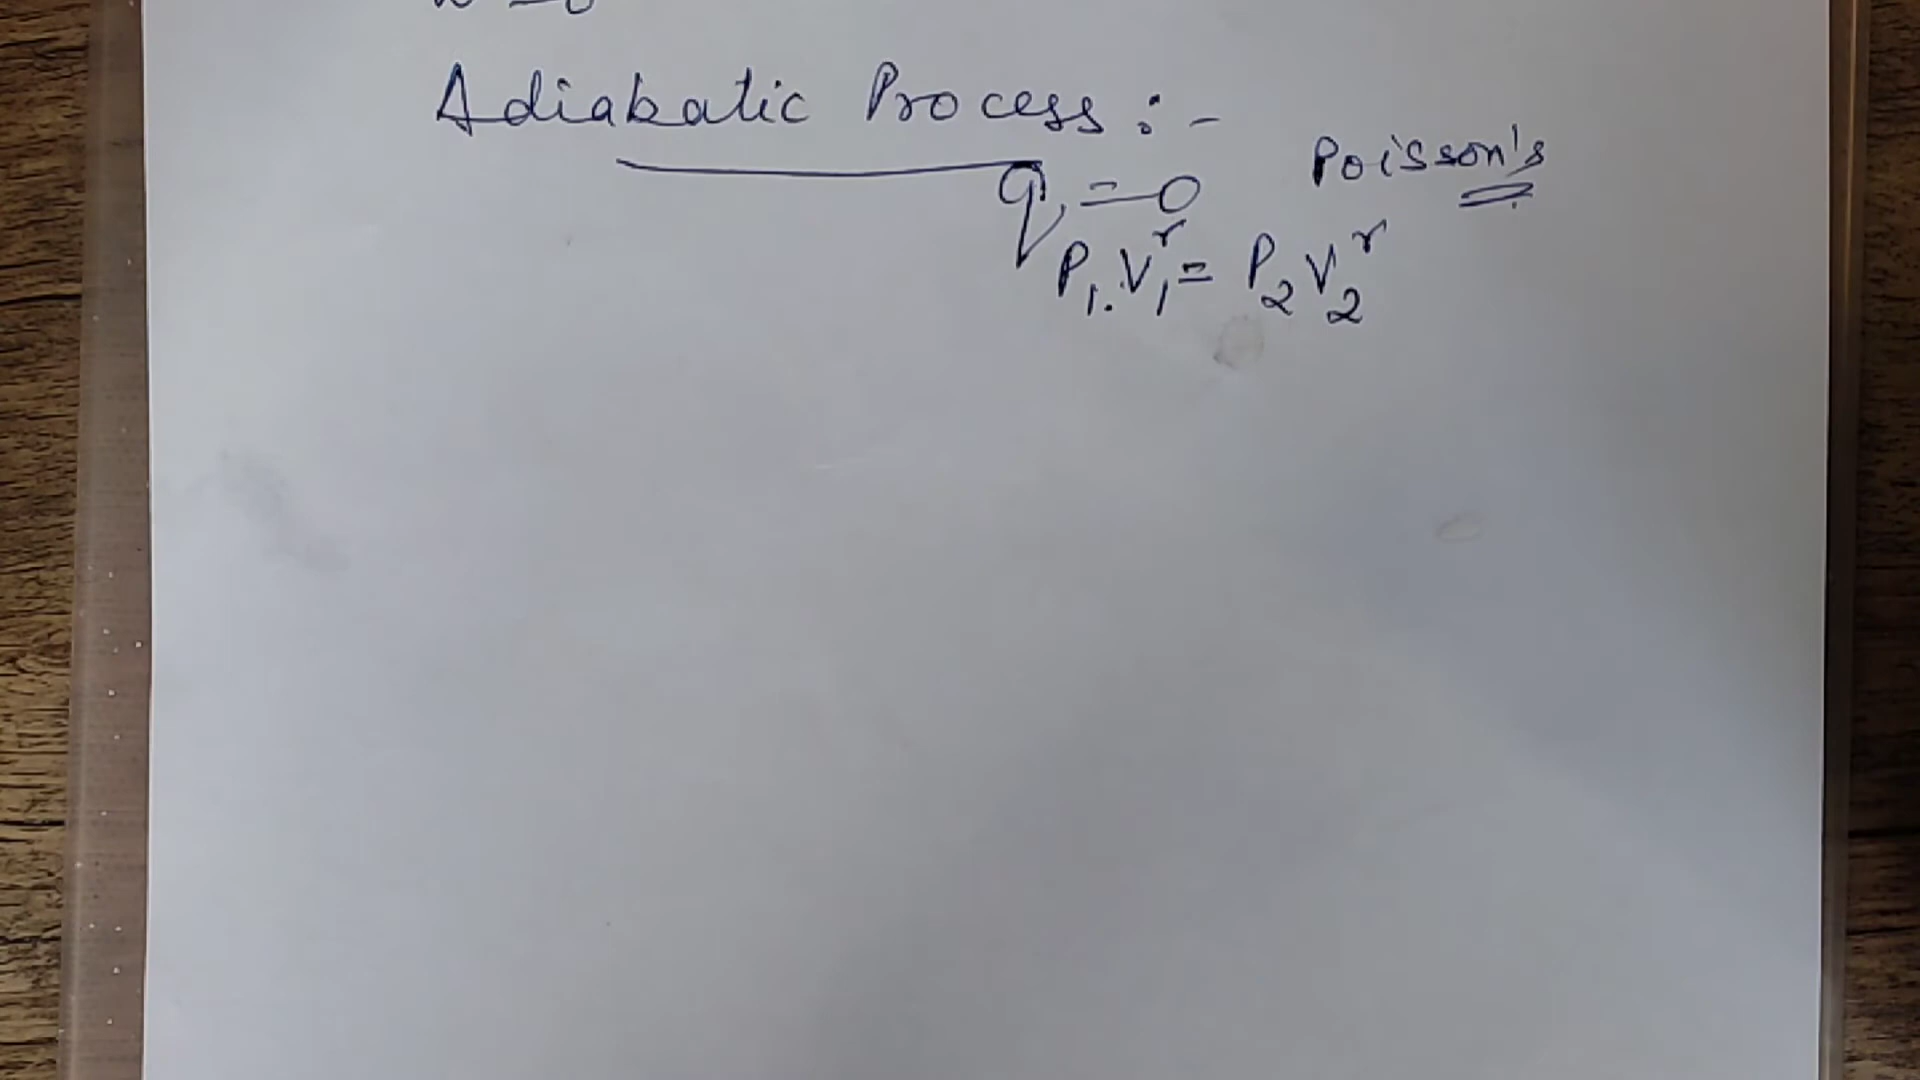 Adiabatic Process :-
q = 0 Poisson's
P₁.V₁^γ = P₂V₂^γ